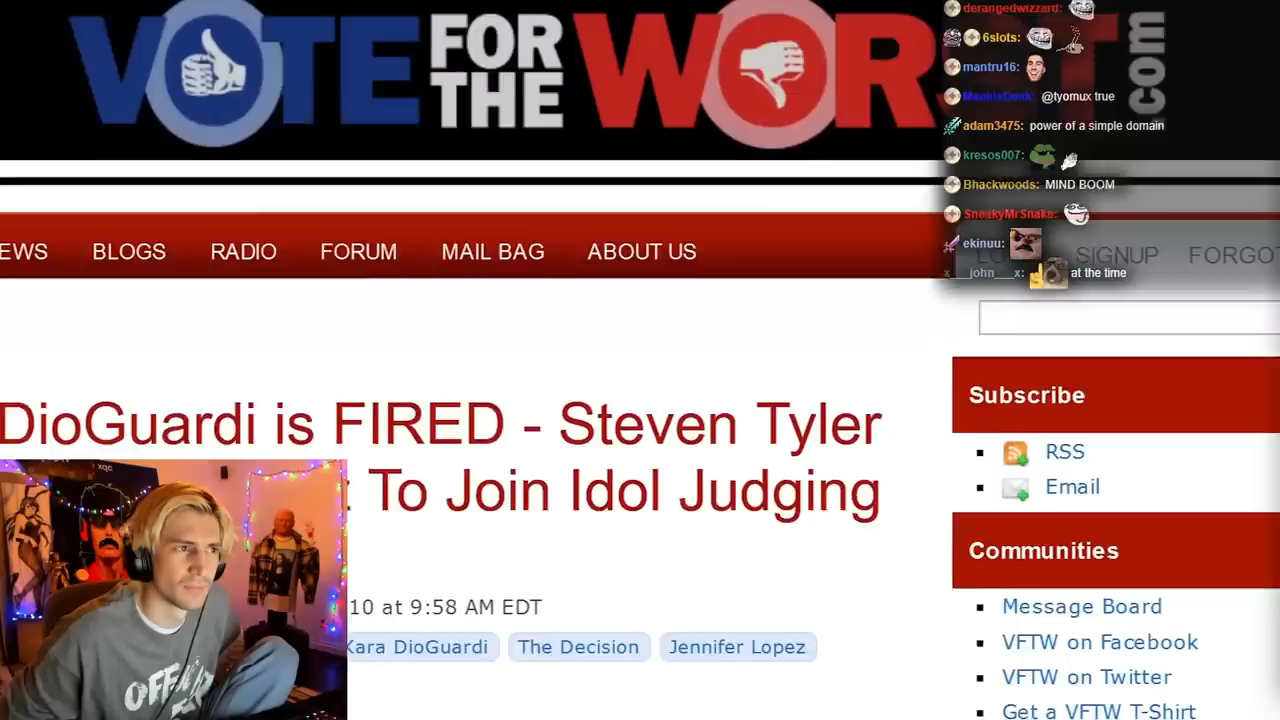 VOTE FOR THE WOR
.com
derangedwizzard:
6slots:
mantru16:
@tyomux true
adam3475: power of a simple domain
kresos007:
Bhackwoods: MIND BOOM
SneakyMrSnake:
ekinuu:
x___john___x: at the time
EWS BLOGS RADIO FORUM MAIL BAG ABOUT US
SIGNUP FORGO
DioGuardi is FIRED - Steven Tyler
To Join Idol Judging
10 at 9:58 AM EDT
Kara DioGuardi The Decision Jennifer Lopez
Subscribe
RSS
Email
Communities
Message Board
VFTW on Facebook
VFTW on Twitter
Get a VFTW T-Shirt
xqc